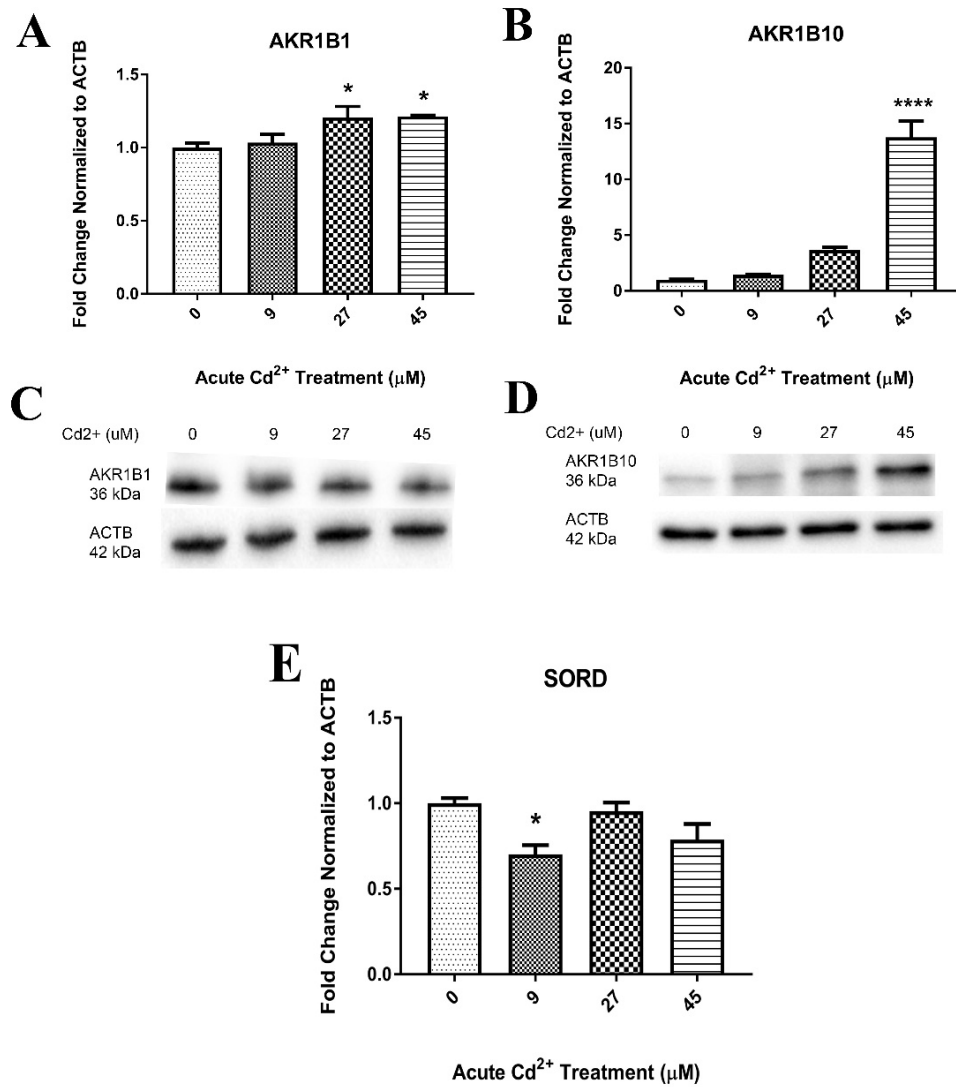 A
AKR1B1
Fold Change Normalized to ACTB
1.5
1.0
0.5
0.0
*
*
0
9
27
45
Acute Cd²⁺ Treatment (μM)
B
AKR1B10
Fold Change Normalized to ACTB
20
15
10
5
0
****
0
9
27
45
Acute Cd²⁺ Treatment (μM)
C
Cd2+ (uM) 0 9 27 45
AKR1B1
36 kDa
ACTB
42 kDa
D
Cd2+ (uM) 0 9 27 45
AKR1B10
36 kDa
ACTB
42 kDa
E
SORD
Fold Change Normalized to ACTB
1.5
1.0
0.5
0.0
*
0
9
27
45
Acute Cd²⁺ Treatment (μM)